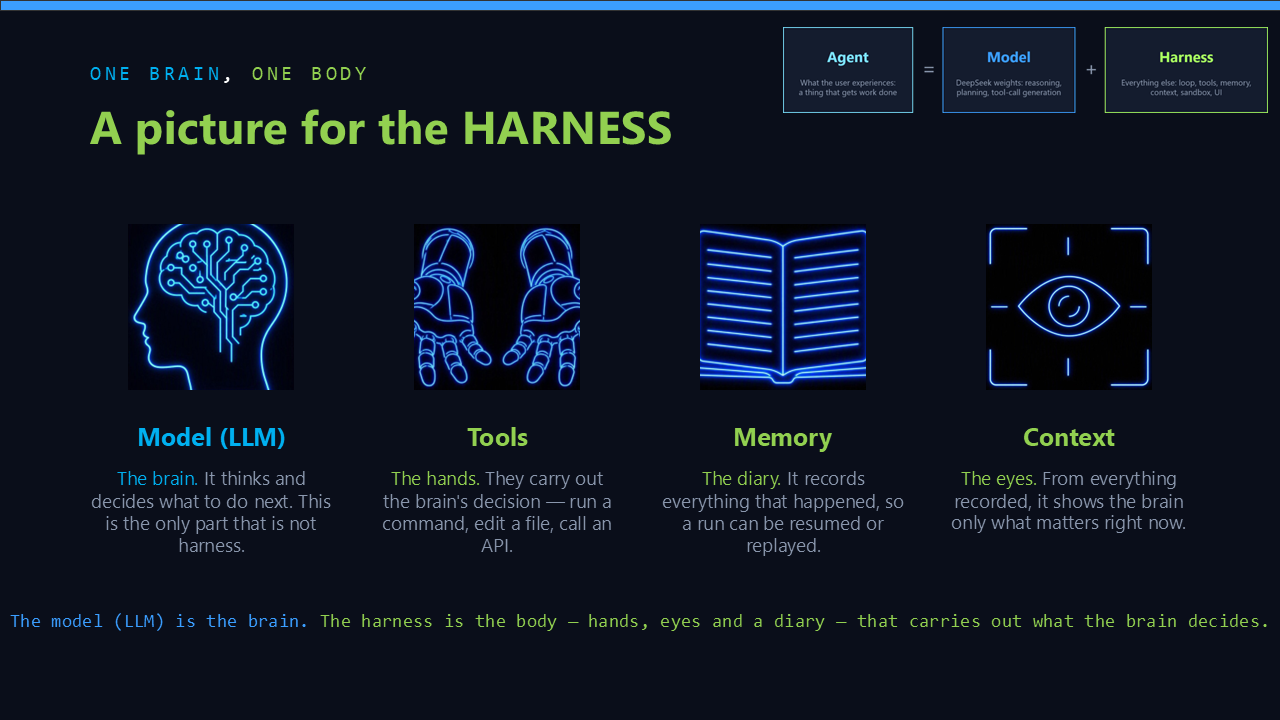 ONE BRAIN, ONE BODY
A picture for the HARNESS
Agent
What the user experiences:
a thing that gets work done
=
Model
DeepSeek weights: reasoning,
planning, tool-call generation
+
Harness
Everything else: loop, tools, memory,
context, sandbox, UI
Model (LLM)
The brain. It thinks and
decides what to do next. This
is the only part that is not
harness.
Tools
The hands. They carry out
the brain's decision — run a
command, edit a file, call an
API.
Memory
The diary. It records
everything that happened, so
a run can be resumed or
replayed.
Context
The eyes. From everything
recorded, it shows the brain
only what matters right now.
The model (LLM) is the brain. The harness is the body — hands, eyes and a diary — that carries out what the brain decides.